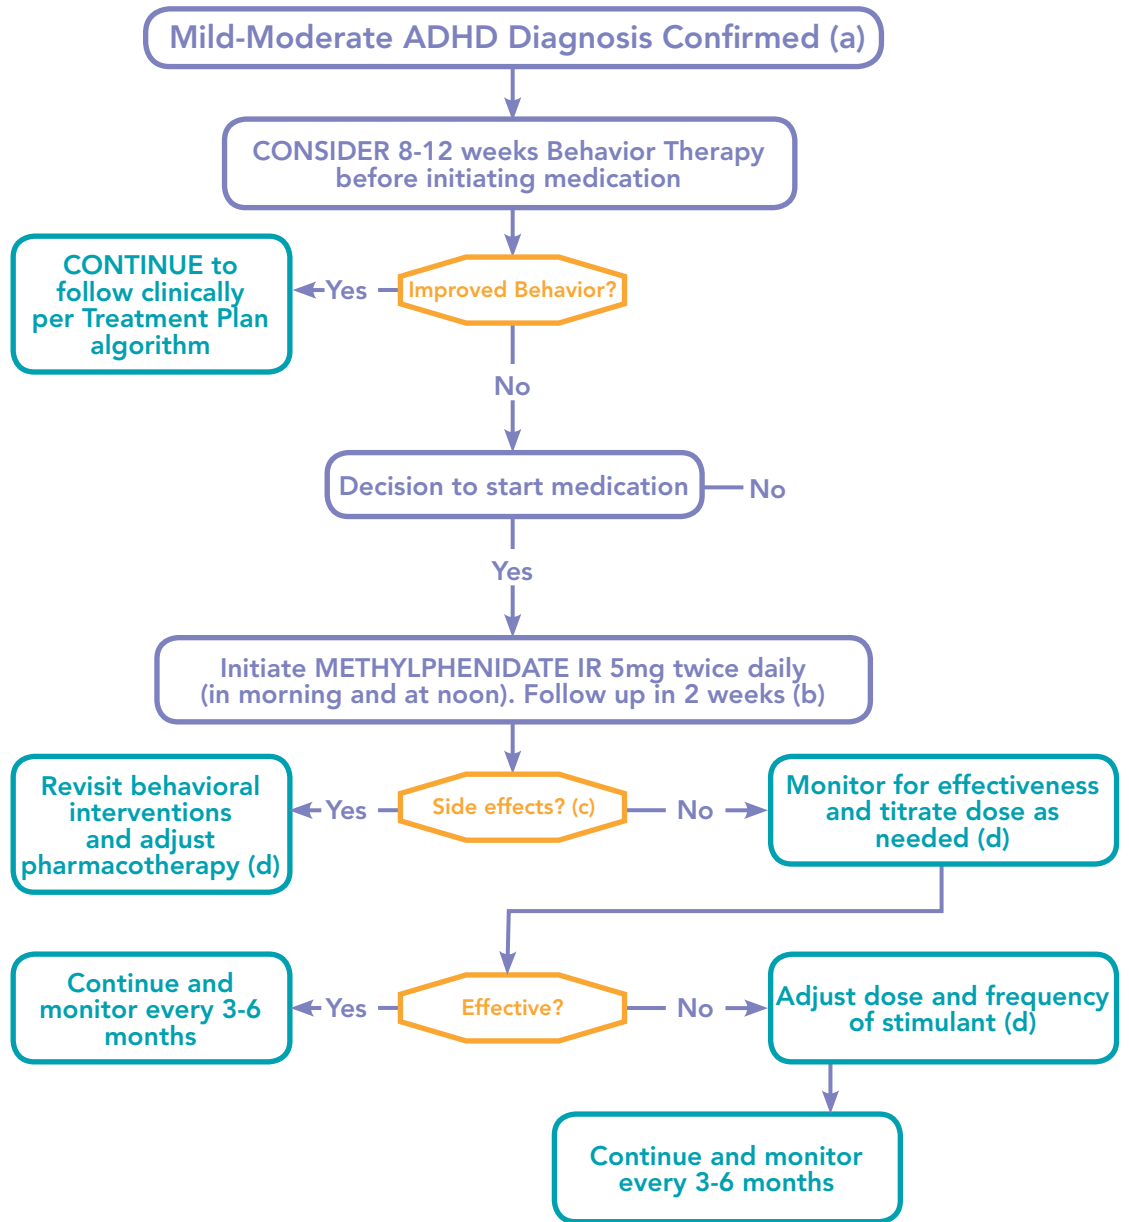 Mild-Moderate ADHD Diagnosis Confirmed (a)
CONSIDER 8-12 weeks Behavior Therapy
before initiating medication
CONTINUE to
follow clinically
per Treatment Plan
algorithm
Yes
Improved Behavior?
No
Decision to start medication
No
Yes
Initiate METHYLPHENIDATE IR 5mg twice daily
(in morning and at noon). Follow up in 2 weeks (b)
Revisit behavioral
interventions
and adjust
pharmacotherapy (d)
Yes
Side effects? (c)
No
Monitor for effectiveness
and titrate dose as
needed (d)
Continue and
monitor every 3-6
months
Yes
Effective?
No
Adjust dose and frequency
of stimulant (d)
Continue and monitor
every 3-6 months